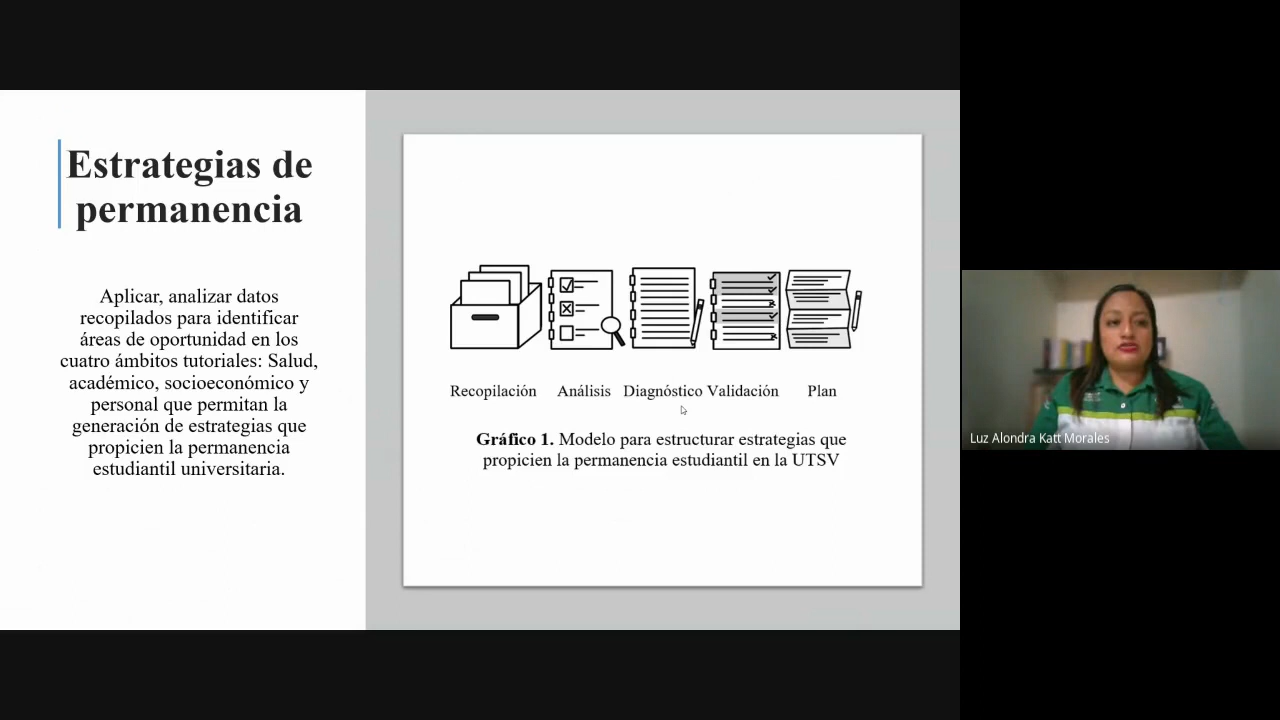 Estrategias de
permanencia
Aplicar, analizar datos
recopilados para identificar
áreas de oportunidad en los
cuatro ámbitos tutoriales: Salud,
académico, socioeconómico y
personal que permitan la
generación de estrategias que
propicien la permanencia
estudiantil universitaria.
Recopilación Análisis Diagnóstico Validación Plan
Gráfico 1. Modelo para estructurar estrategias que
propicien la permanencia estudiantil en la UTSV
Luz Alondra Katt Morales